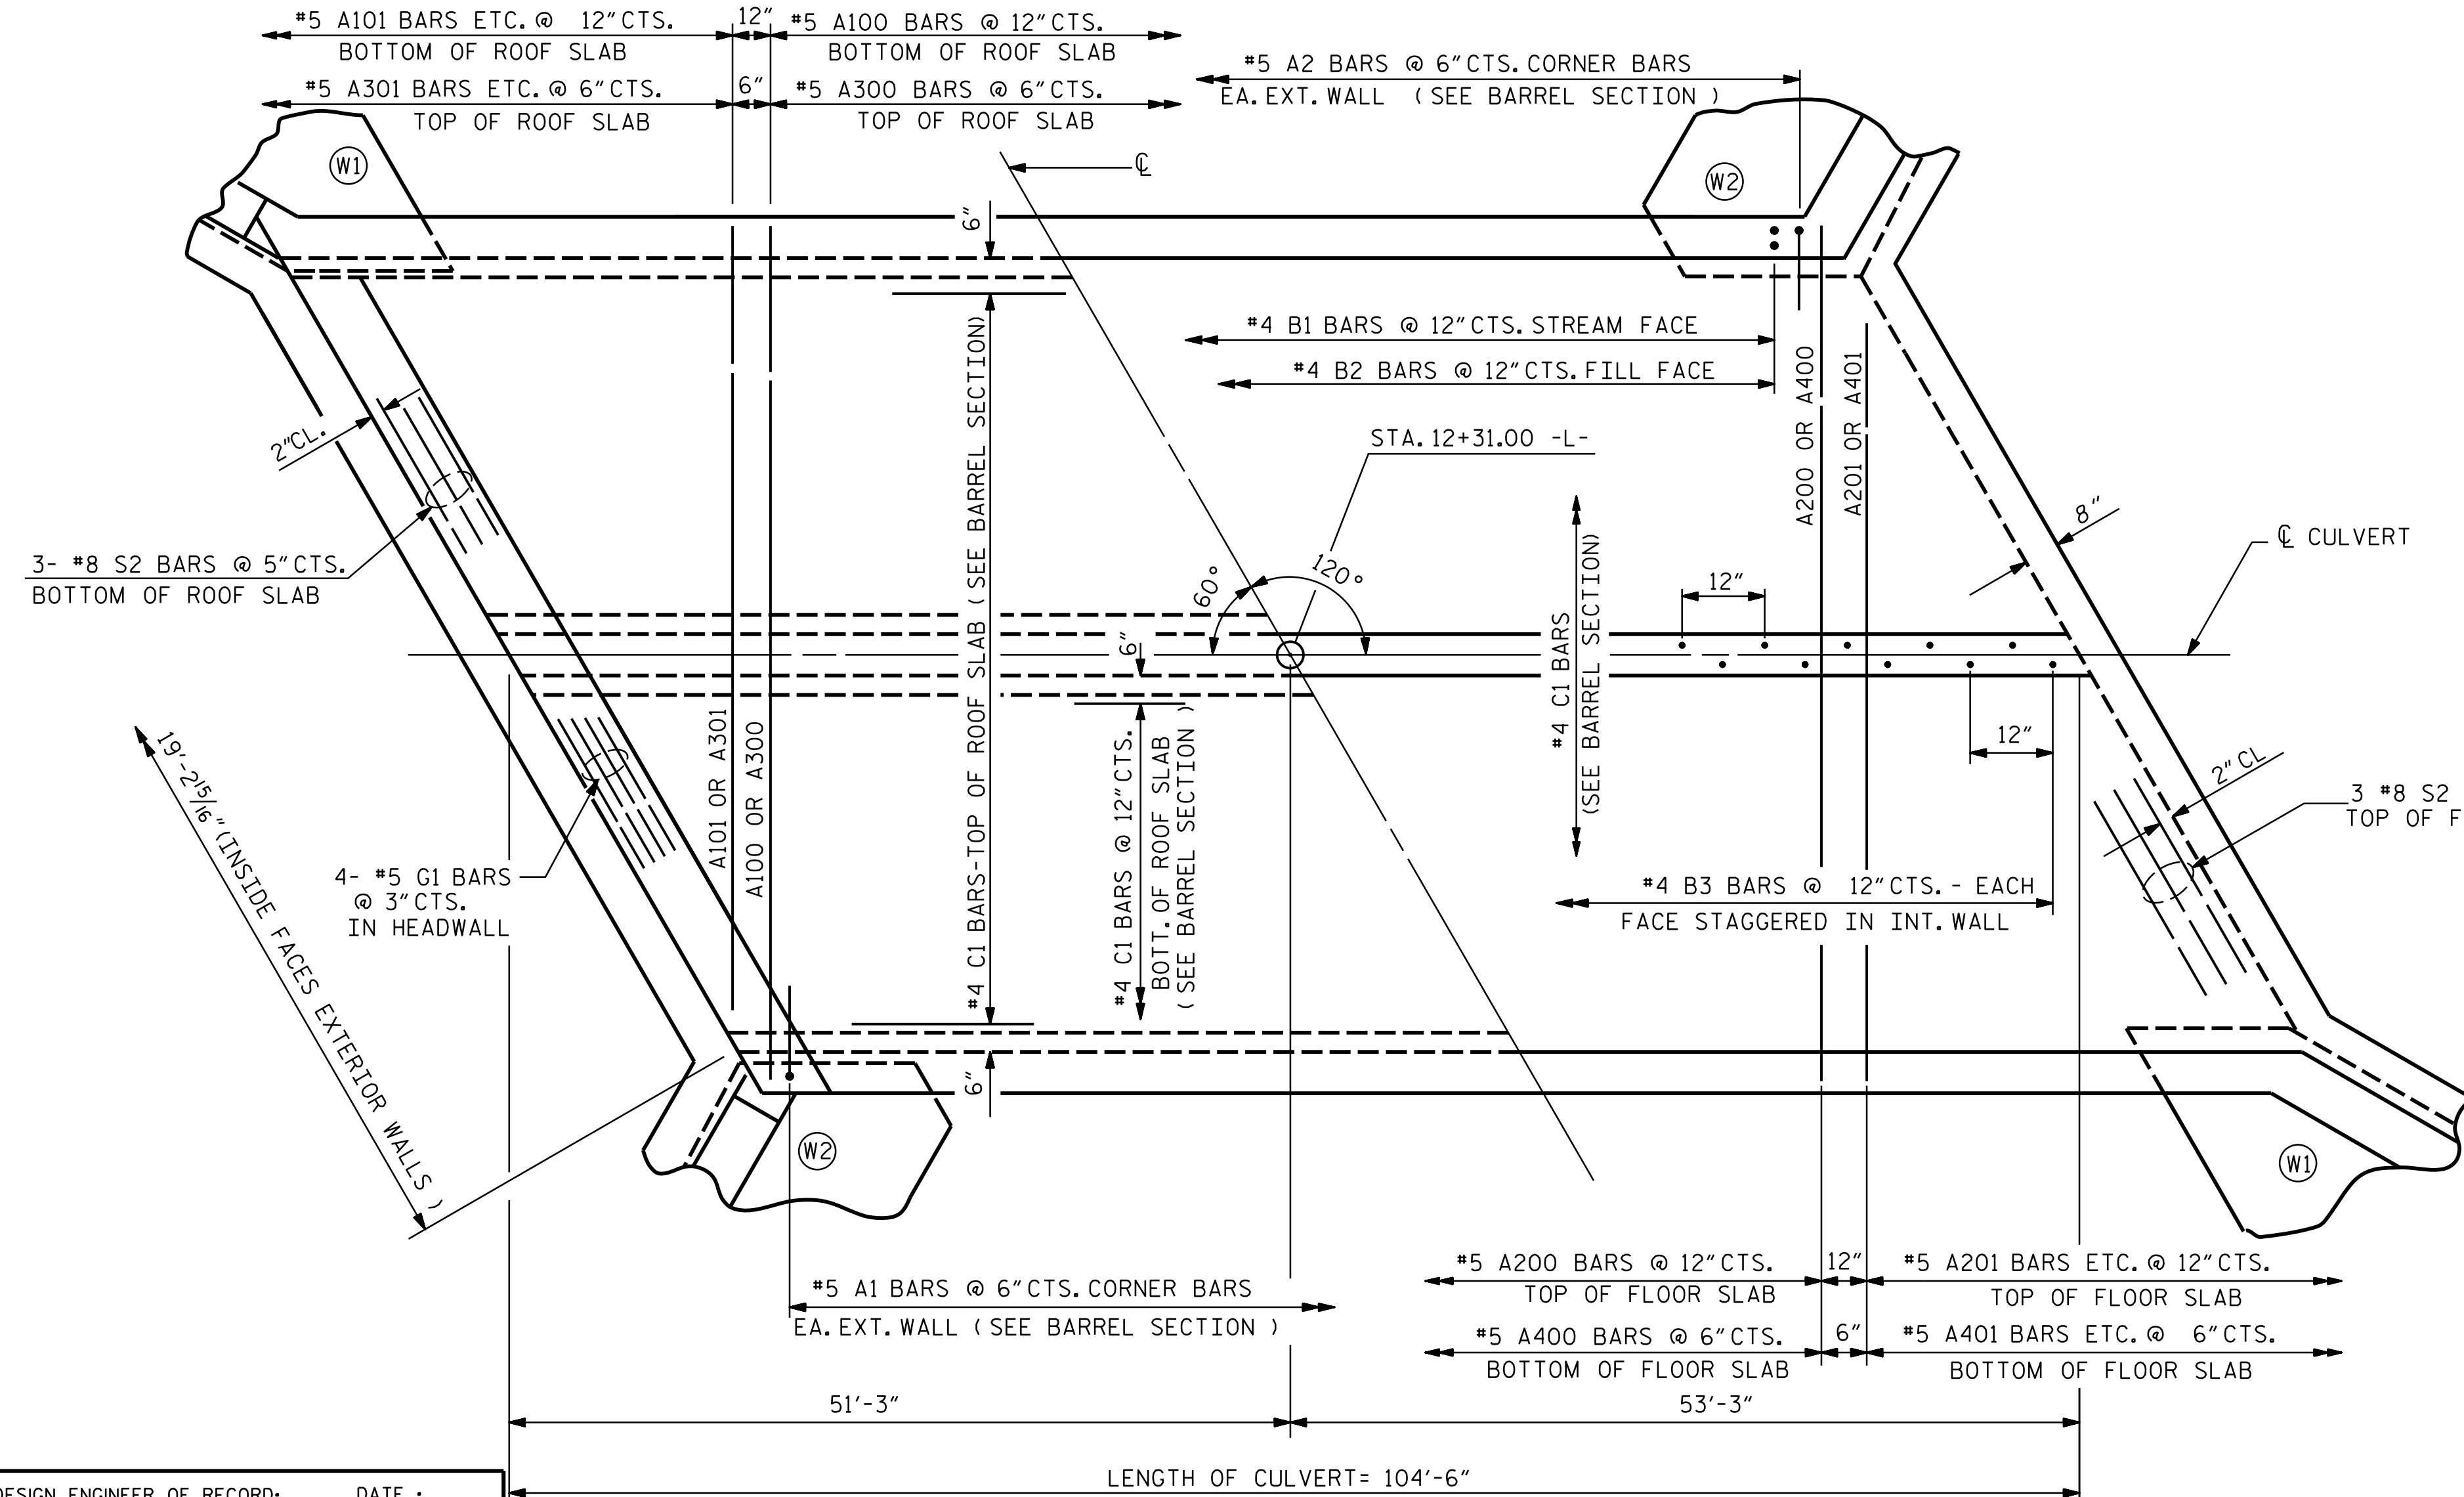 #5 A101 BARS ETC. @ 12" CTS.
BOTTOM OF ROOF SLAB
12"
#5 A100 BARS @ 12" CTS.
BOTTOM OF ROOF SLAB
#5 A301 BARS ETC. @ 6" CTS.
TOP OF ROOF SLAB
6"
#5 A300 BARS @ 6" CTS.
TOP OF ROOF SLAB
#5 A2 BARS @ 6" CTS. CORNER BARS
EA. EXT. WALL ( SEE BARREL SECTION )
W1
℄
W2
6"
#4 B1 BARS @ 12" CTS. STREAM FACE
#4 B2 BARS @ 12" CTS. FILL FACE
A200 OR A400
A201 OR A401
2" CL.
STA. 12+31.00 -L-
#4 C1 BARS-TOP OF ROOF SLAB ( SEE BARREL SECTION)
8"
℄ CULVERT
3- #8 S2 BARS @ 5" CTS.
BOTTOM OF ROOF SLAB
60°
120°
12"
6"
#4 C1 BARS
(SEE BARREL SECTION)
A101 OR A301
A100 OR A300
#4 C1 BARS @ 12" CTS.
BOTT. OF ROOF SLAB
( SEE BARREL SECTION )
12"
2" CL
3 #8 S2
TOP OF F
19'-2 15/16" (INSIDE FACES EXTERIOR WALLS )
4- #5 G1 BARS
@ 3" CTS.
IN HEADWALL
#4 B3 BARS @ 12" CTS. - EACH
FACE STAGGERED IN INT. WALL
6"
W2
W1
#5 A1 BARS @ 6" CTS. CORNER BARS
EA. EXT. WALL ( SEE BARREL SECTION )
#5 A200 BARS @ 12" CTS.
TOP OF FLOOR SLAB
12"
#5 A201 BARS ETC. @ 12" CTS.
TOP OF FLOOR SLAB
#5 A400 BARS @ 6" CTS.
BOTTOM OF FLOOR SLAB
6"
#5 A401 BARS ETC. @ 6" CTS.
BOTTOM OF FLOOR SLAB
51'-3"
53'-3"
LENGTH OF CULVERT= 104'-6"
DESIGN ENGINEER OF RECORD: DATE :